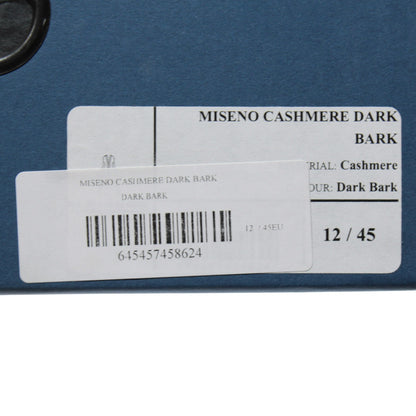 MISENO CASHMERE DARK
BARK
ERIAL: Cashmere
OUR: Dark Bark
12 / 45
MISENO CASHMERE DARK BARK
DARK BARK
12 / 45EU
645457458624